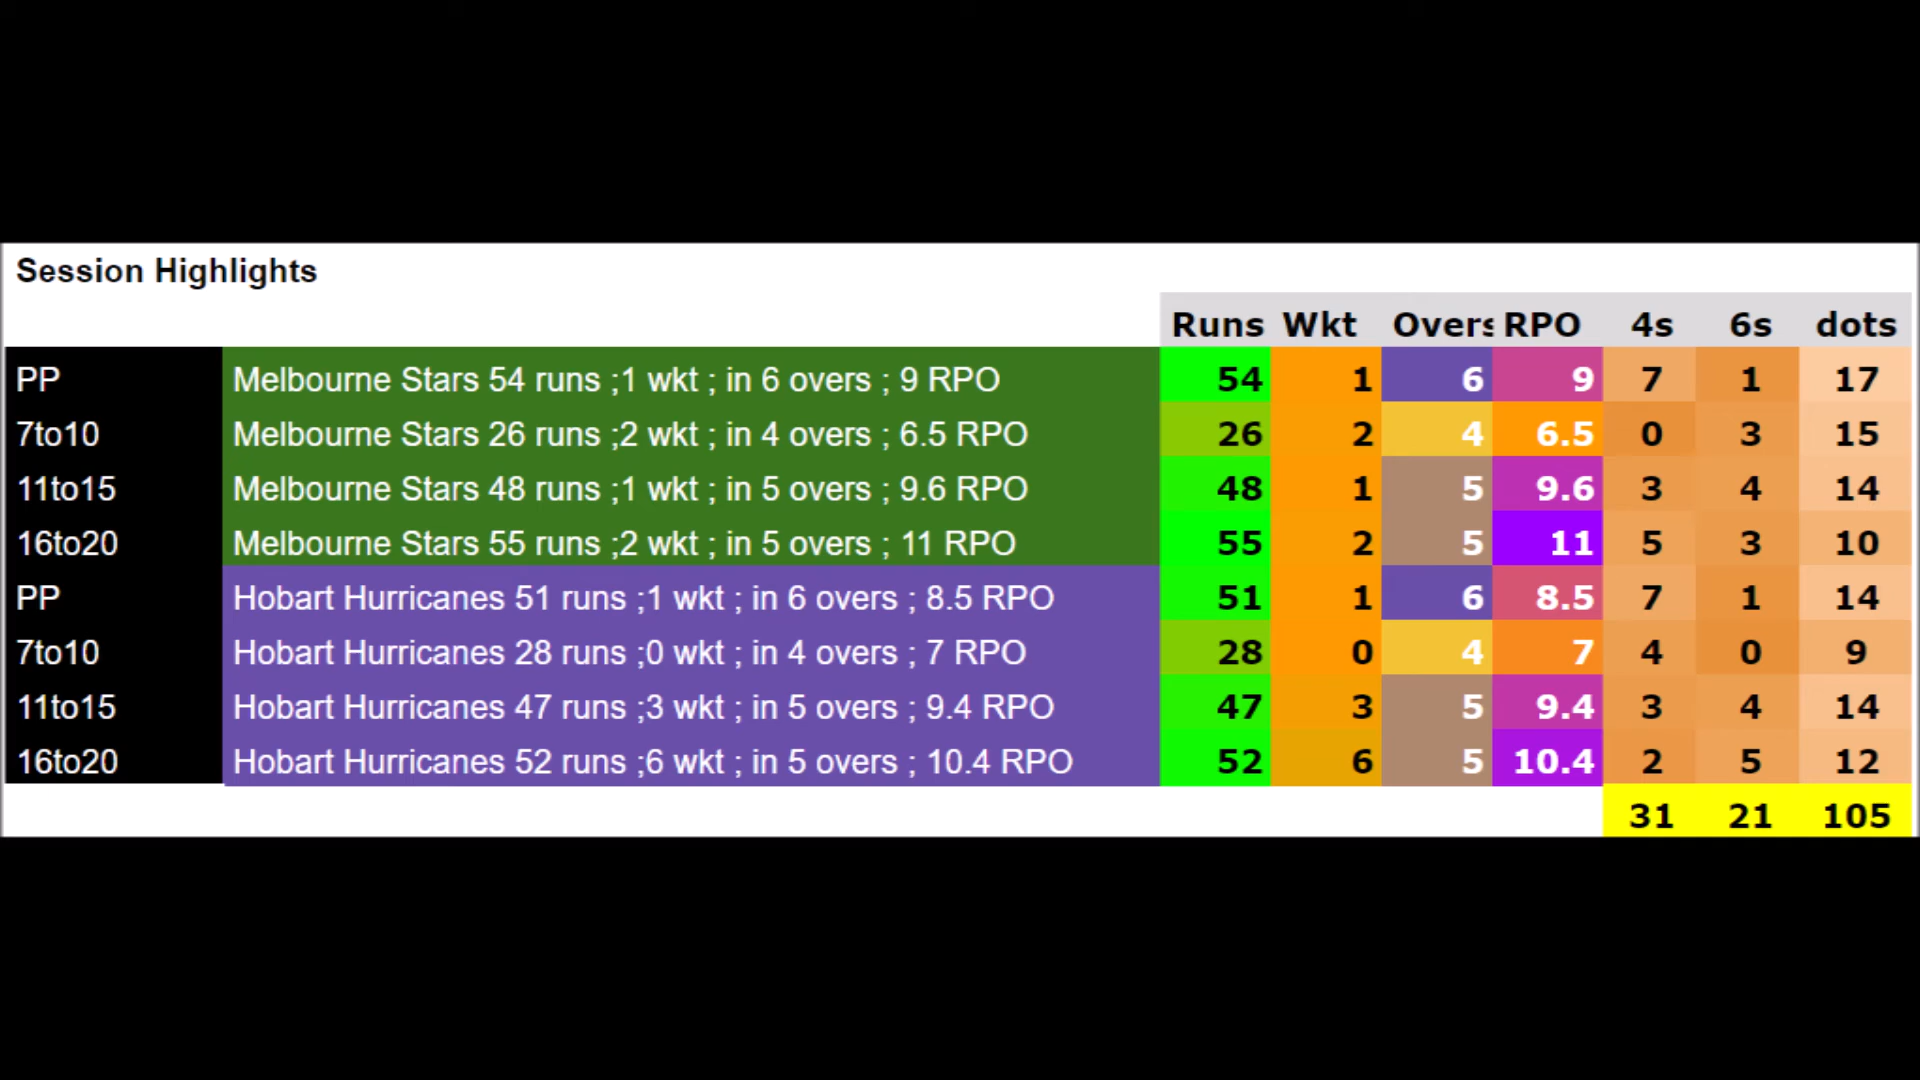 Session Highlights
Runs Wkt Overs RPO 4s 6s dots
PP Melbourne Stars 54 runs ;1 wkt ; in 6 overs ; 9 RPO 54 1 6 9 7 1 17
7to10 Melbourne Stars 26 runs ;2 wkt ; in 4 overs ; 6.5 RPO 26 2 4 6.5 0 3 15
11to15 Melbourne Stars 48 runs ;1 wkt ; in 5 overs ; 9.6 RPO 48 1 5 9.6 3 4 14
16to20 Melbourne Stars 55 runs ;2 wkt ; in 5 overs ; 11 RPO 55 2 5 11 5 3 10
PP Hobart Hurricanes 51 runs ;1 wkt ; in 6 overs ; 8.5 RPO 51 1 6 8.5 7 1 14
7to10 Hobart Hurricanes 28 runs ;0 wkt ; in 4 overs ; 7 RPO 28 0 4 7 4 0 9
11to15 Hobart Hurricanes 47 runs ;3 wkt ; in 5 overs ; 9.4 RPO 47 3 5 9.4 3 4 14
16to20 Hobart Hurricanes 52 runs ;6 wkt ; in 5 overs ; 10.4 RPO 52 6 5 10.4 2 5 12
31 21 105